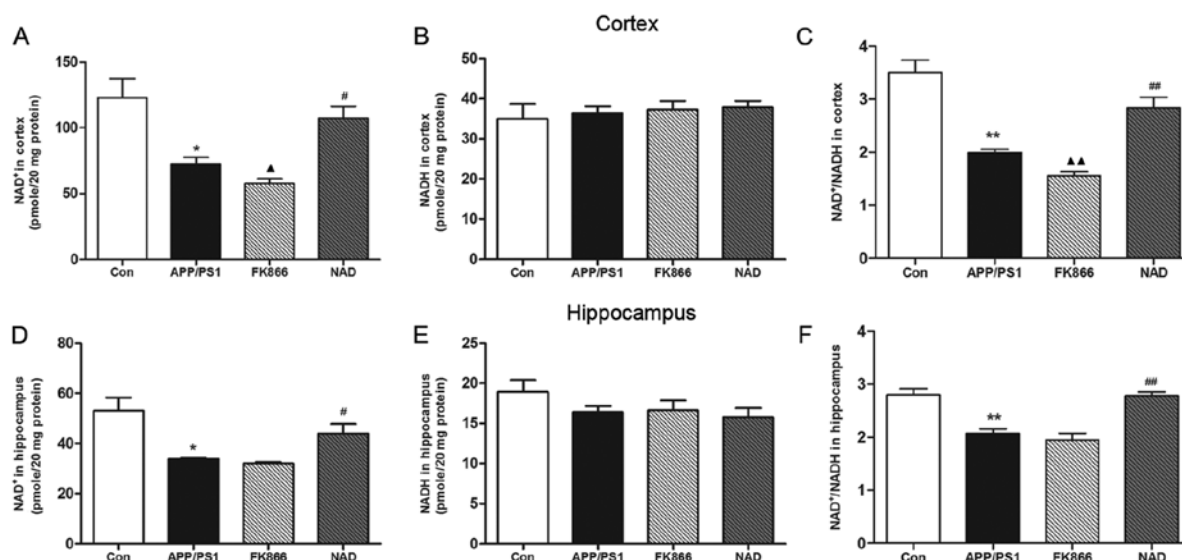 Cortex
A
NAD⁺ in cortex
(pmole/20 mg protein)
150
100
50
0
*
▲
#
Con APP/PS1 FK866 NAD
B
NADH in cortex
(pmole/20 mg protein)
50
40
30
20
10
0
Con APP/PS1 FK866 NAD
C
NAD⁺/NADH in cortex
4
3
2
1
0
**
▲▲
##
Con APP/PS1 FK866 NAD
Hippocampus
D
NAD⁺ in hippocampus
(pmole/20 mg protein)
80
60
40
20
0
*
#
Con APP/PS1 FK866 NAD
E
NADH in hippocampus
(pmole/20 mg protein)
25
20
15
10
5
0
Con APP/PS1 FK866 NAD
F
NAD⁺/NADH in hippocampus
4
3
2
1
0
**
##
Con APP/PS1 FK866 NAD